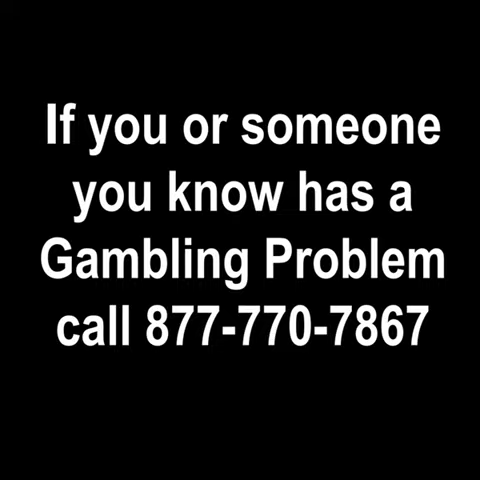 If you or someone
you know has a
Gambling Problem
call 877-770-7867